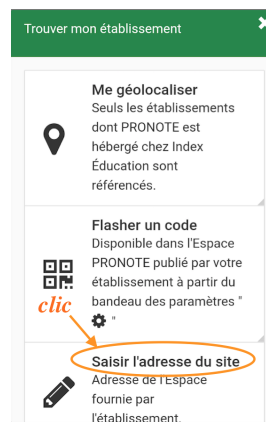 Trouver mon établissement
Me géolocaliser
Seuls les établissements
dont PRONOTE est
hébergé chez Index
Éducation sont
référencés.
Flasher un code
Disponible dans l'Espace
PRONOTE publié par votre
établissement à partir du
bandeau des paramètres "
"
clic
Saisir l'adresse du site
Adresse de l'Espace
fournie par
l'établissement.